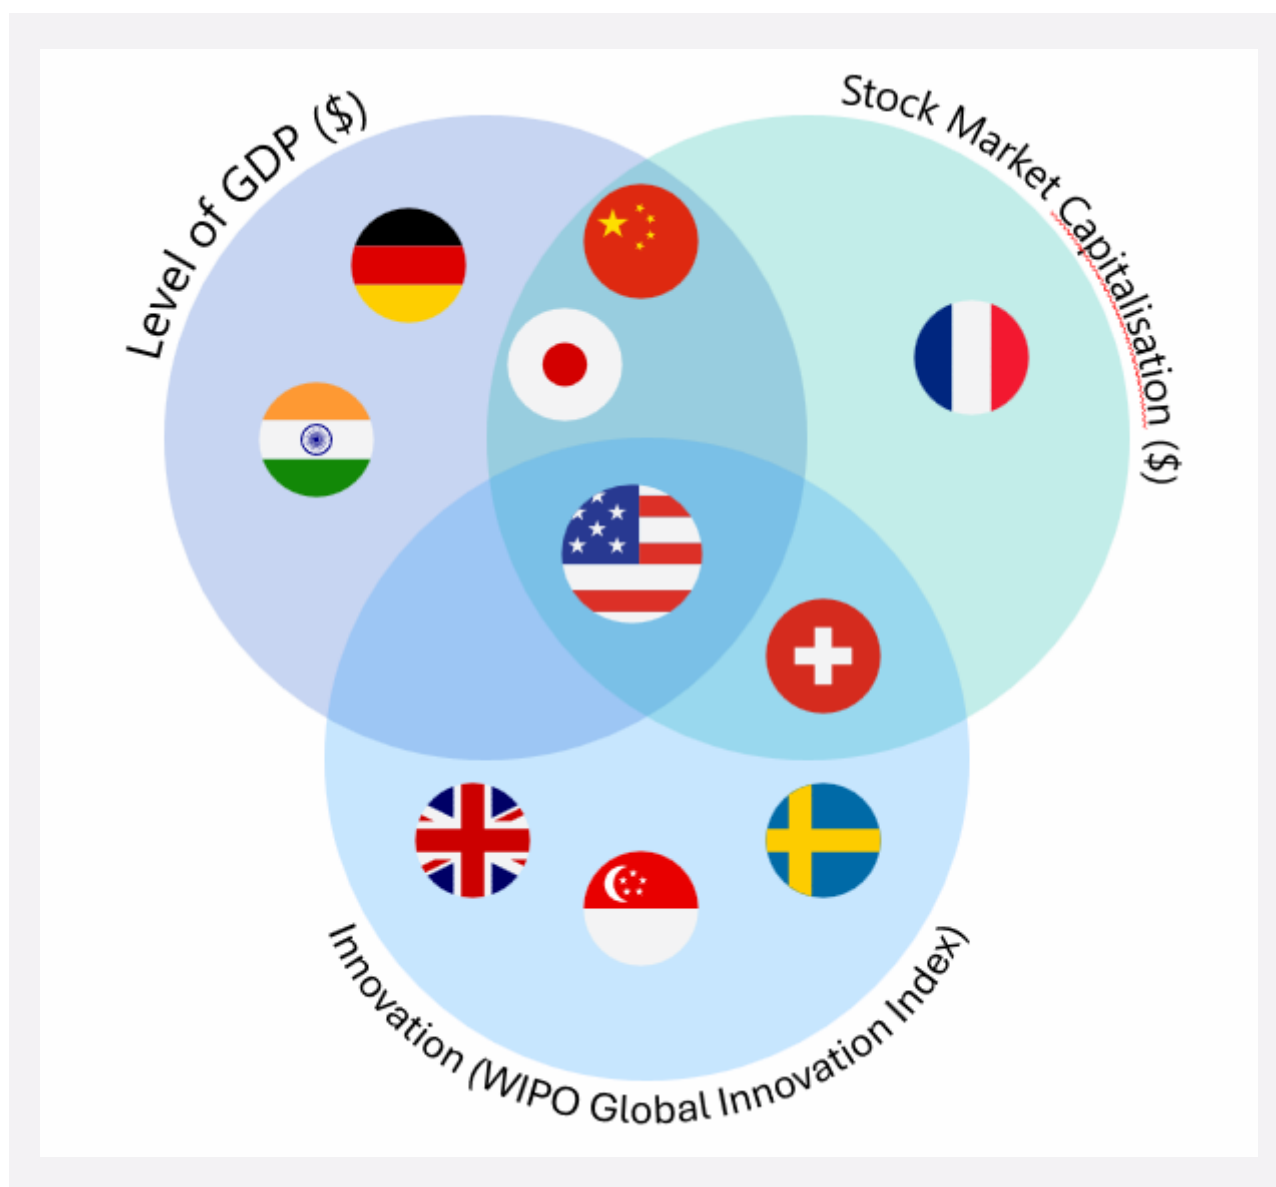 Level of GDP ($)
Stock Market Capitalisation ($)
Innovation (WIPO Global Innovation Index)